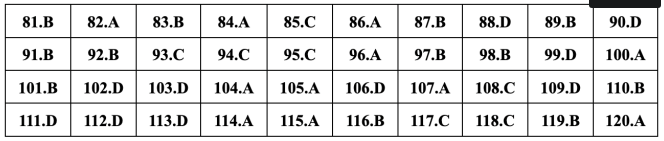 81.B 82.A 83.B 84.A 85.C 86.A 87.B 88.D 89.B 90.D
91.B 92.B 93.C 94.C 95.C 96.A 97.B 98.B 99.D 100.A
101.B 102.D 103.D 104.A 105.A 106.D 107.A 108.C 109.D 110.B
111.D 112.D 113.D 114.A 115.A 116.B 117.C 118.C 119.B 120.A